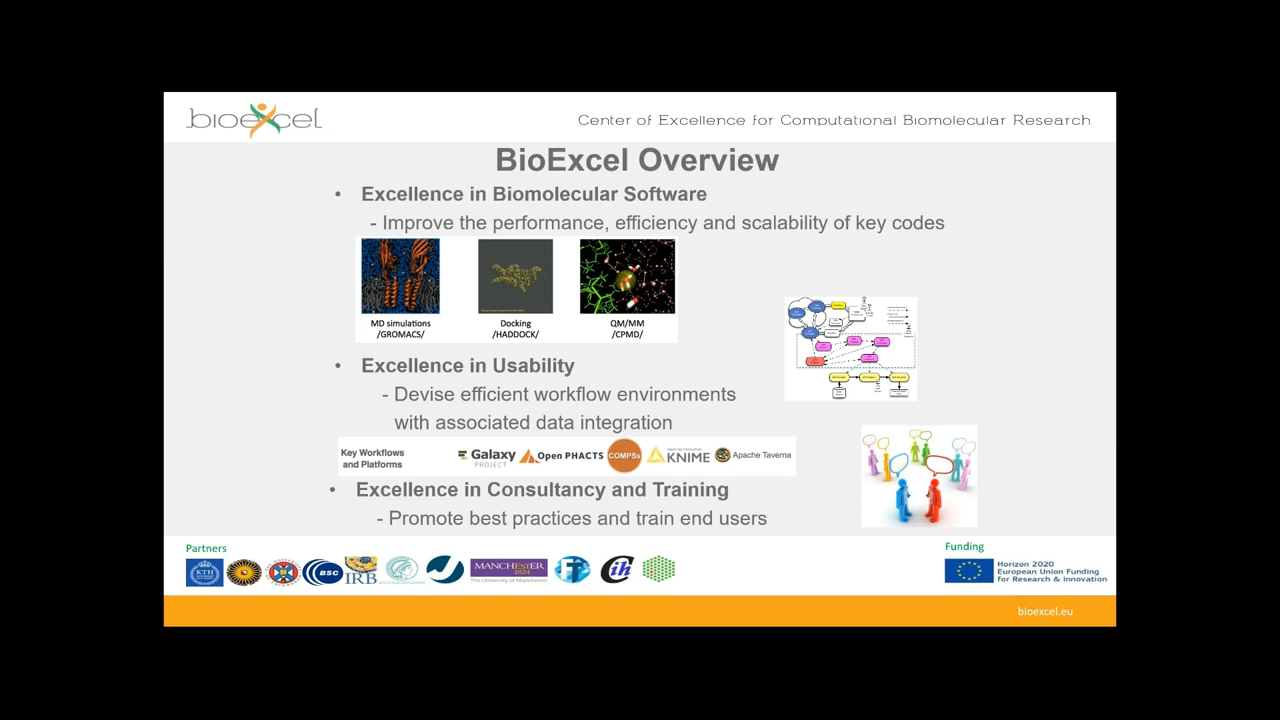 bioexcel
Center of Excellence for Computational Biomolecular Research
BioExcel Overview
• Excellence in Biomolecular Software
- Improve the performance, efficiency and scalability of key codes
MD simulations
/GROMACS/
Docking
/HADDOCK/
QM/MM
/CPMD/
• Excellence in Usability
- Devise efficient workflow environments
with associated data integration
Key Workflows
and Platforms
Galaxy
PROJECT
Open PHACTS
COMPSs
KNIME
Apache Taverna
• Excellence in Consultancy and Training
- Promote best practices and train end users
Partners
KTH
BSC
IRB
MANCHESTER
1824
The University of Manchester
ih
Funding
Horizon 2020
European Union Funding
for Research & Innovation
bioexcel.eu